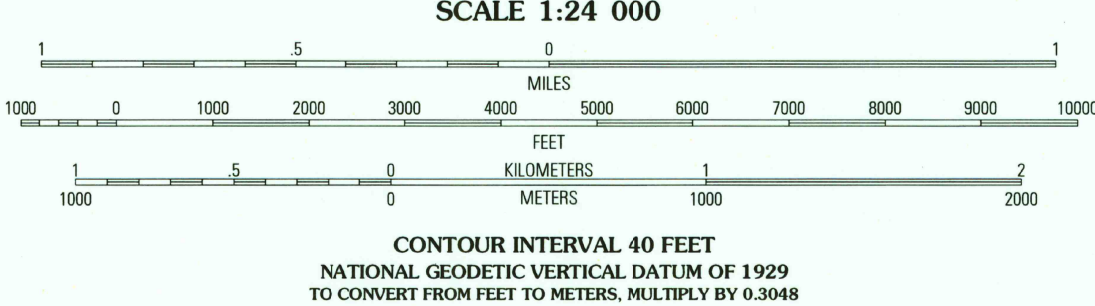 SCALE 1:24 000
1 .5 0 1
MILES
1000 0 1000 2000 3000 4000 5000 6000 7000 8000 9000 10000
FEET
1 .5 0 KILOMETERS 1 2
1000 0 METERS 1000 2000
CONTOUR INTERVAL 40 FEET
NATIONAL GEODETIC VERTICAL DATUM OF 1929
TO CONVERT FROM FEET TO METERS, MULTIPLY BY 0.3048